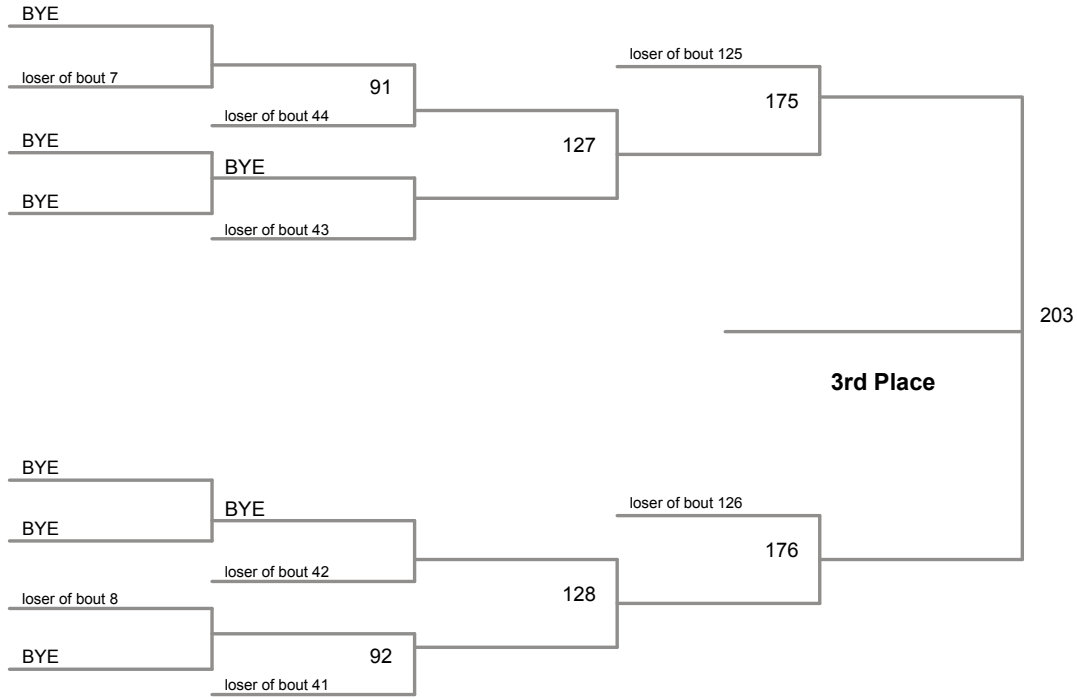 BYE
loser of bout 7
91
loser of bout 44
BYE
BYE
BYE
loser of bout 43
127
loser of bout 125
175
203
3rd Place
BYE
BYE
BYE
loser of bout 42
loser of bout 8
BYE
92
loser of bout 41
128
loser of bout 126
176